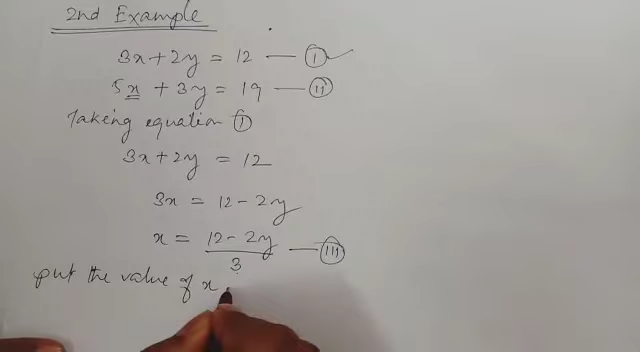 2nd Example
3x + 2y = 12 — (I)
5x + 3y = 19 — (II)
Taking equation (I)
3x + 2y = 12
3x = 12 - 2y
x = 12 - 2y / 3 — (III)
put the value of x